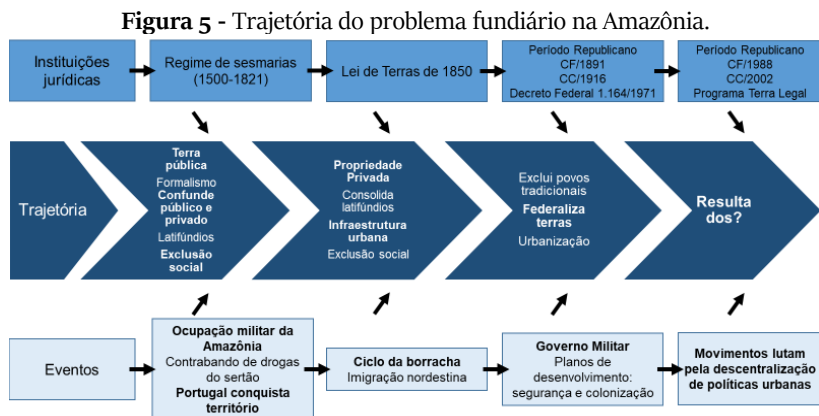 Figura 5 - Trajetória do problema fundiário na Amazônia.
Instituições
jurídicas
Regime de sesmarias
(1500-1821)
Lei de Terras de 1850
Período Republicano
CF/1891
CC/1916
Decreto Federal 1.164/1971
Período Republicano
CF/1988
CC/2002
Programa Terra Legal
Trajetória
Terra
pública
Formalismo
Confunde
público e
privado
Latifúndios
Exclusão
social
Propriedade
Privada
Consolida
latifúndios
Infraestrutura
urbana
Exclusão social
Exclui povos
tradicionais
Federaliza
terras
Urbanização
Resulta
dos?
Eventos
Ocupação militar da
Amazônia
Contrabando de drogas
do sertão
Portugal conquista
território
Ciclo da borracha
Imigração nordestina
Governo Militar
Planos de
desenvolvimento:
segurança e colonização
Movimentos lutam
pela descentralização
de políticas urbanas